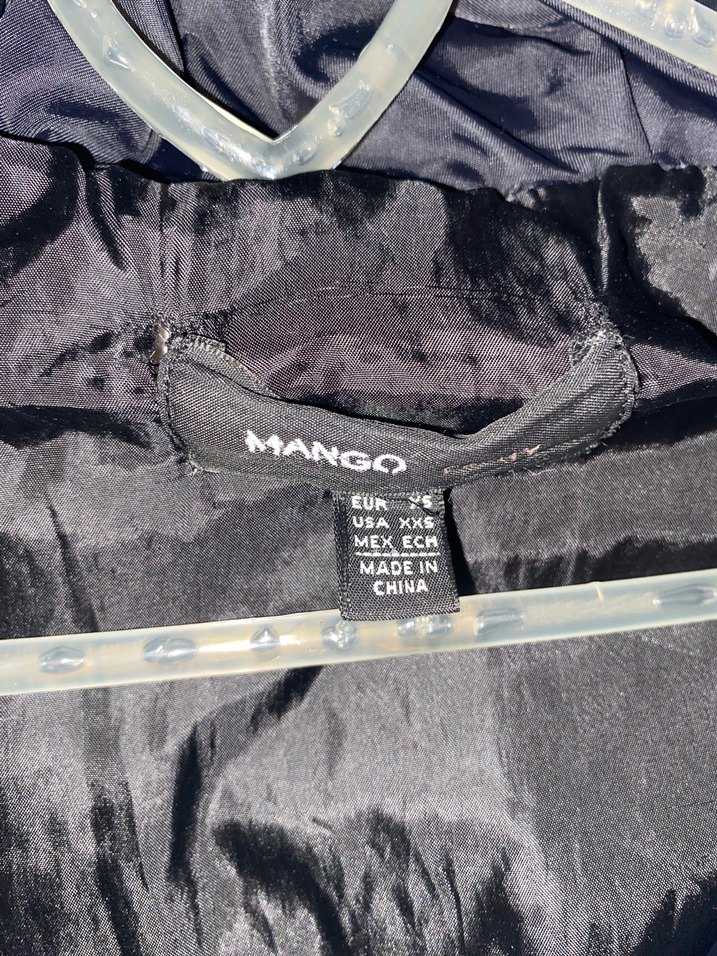 MANGO
EUR XS
USA XXS
MEX ECH
MADE IN
CHINA